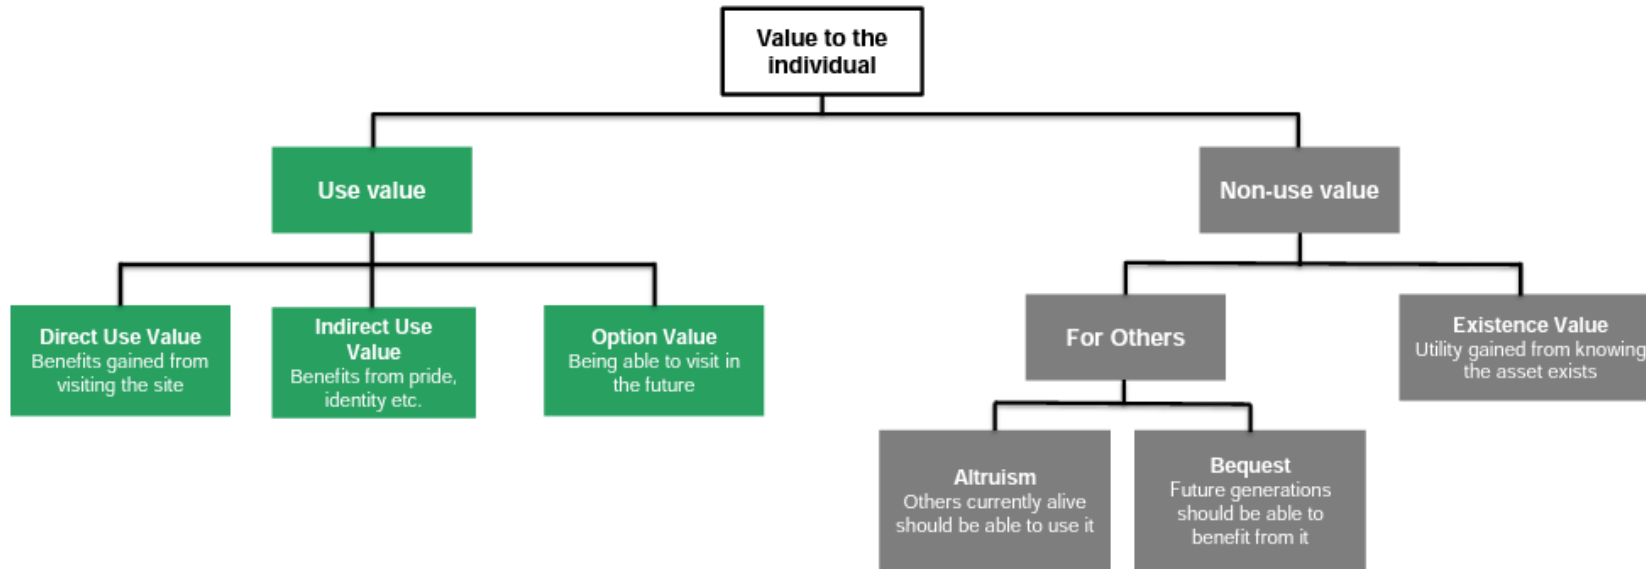 Value to the
individual
Use value
Non-use value
Direct Use Value
Benefits gained from
visiting the site
Indirect Use
Value
Benefits from pride,
identity etc.
Option Value
Being able to visit in
the future
For Others
Existence Value
Utility gained from knowing
the asset exists
Altruism
Others currently alive
should be able to use it
Bequest
Future generations
should be able to
benefit from it